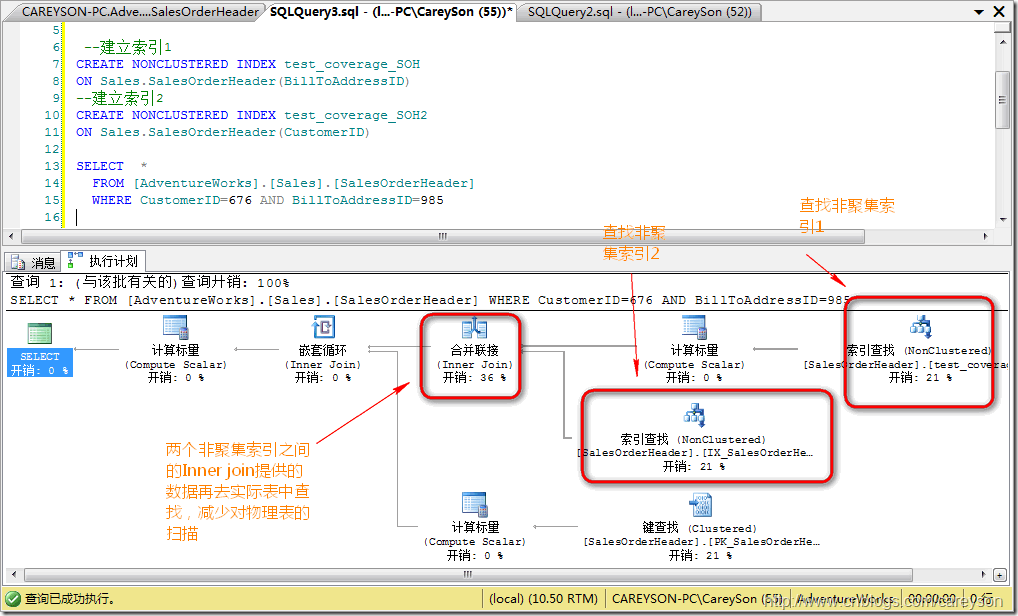 CAREYSON-PC.Adve....SalesOrderHeader
SQLQuery3.sql - (l...-PC\CareySon (55))*
SQLQuery2.sql - (l...-PC\CareySon (52))
5
6 --建立索引1
7 CREATE NONCLUSTERED INDEX test_coverage_SOH
8 ON Sales.SalesOrderHeader(BillToAddressID)
9 --建立索引2
10 CREATE NONCLUSTERED INDEX test_coverage_SOH2
11 ON Sales.SalesOrderHeader(CustomerID)
12
13 SELECT *
14 FROM [AdventureWorks].[Sales].[SalesOrderHeader]
15 WHERE CustomerID=676 AND BillToAddressID=985
16
查找非聚集索
引1
查找非聚
集索引2
消息
执行计划
查询 1: (与该批有关的)查询开销: 100%
SELECT * FROM [AdventureWorks].[Sales].[SalesOrderHeader] WHERE CustomerID=676 AND BillToAddressID=985
SELECT
开销: 0 %
计算标量
(Compute Scalar)
开销: 0 %
嵌套循环
(Inner Join)
开销: 0 %
合并联接
(Inner Join)
开销: 36 %
计算标量
(Compute Scalar)
开销: 0 %
索引查找 (NonClustered)
[SalesOrderHeader].[test_covera
开销: 21 %
索引查找 (NonClustered)
[SalesOrderHeader].[IX_SalesOrderHe…
开销: 21 %
两个非聚集索引之间
的Inner join提供的
数据再去实际表中查
找，减少对物理表的
扫描
计算标量
(Compute Scalar)
开销: 0 %
键查找 (Clustered)
[SalesOrderHeader].[PK_SalesOrderHe…
开销: 21 %
查询已成功执行。
(local) (10.50 RTM)
CAREYSON-PC\CareySon (55)
AdventureWorks
00:00:00
0 行
http://www.cnblogs.com/careyson